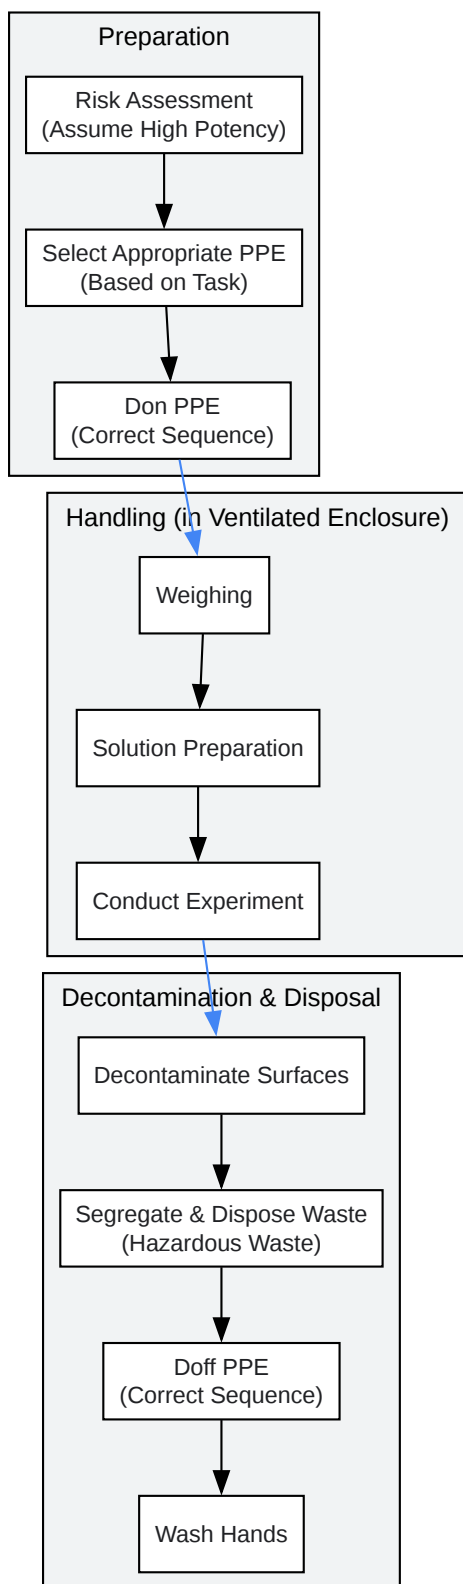 Preparation
Risk Assessment
(Assume High Potency)
Select Appropriate PPE
(Based on Task)
Don PPE
(Correct Sequence)
Handling (in Ventilated Enclosure)
Weighing
Solution Preparation
Conduct Experiment
Decontamination & Disposal
Decontaminate Surfaces
Segregate & Dispose Waste
(Hazardous Waste)
Doff PPE
(Correct Sequence)
Wash Hands